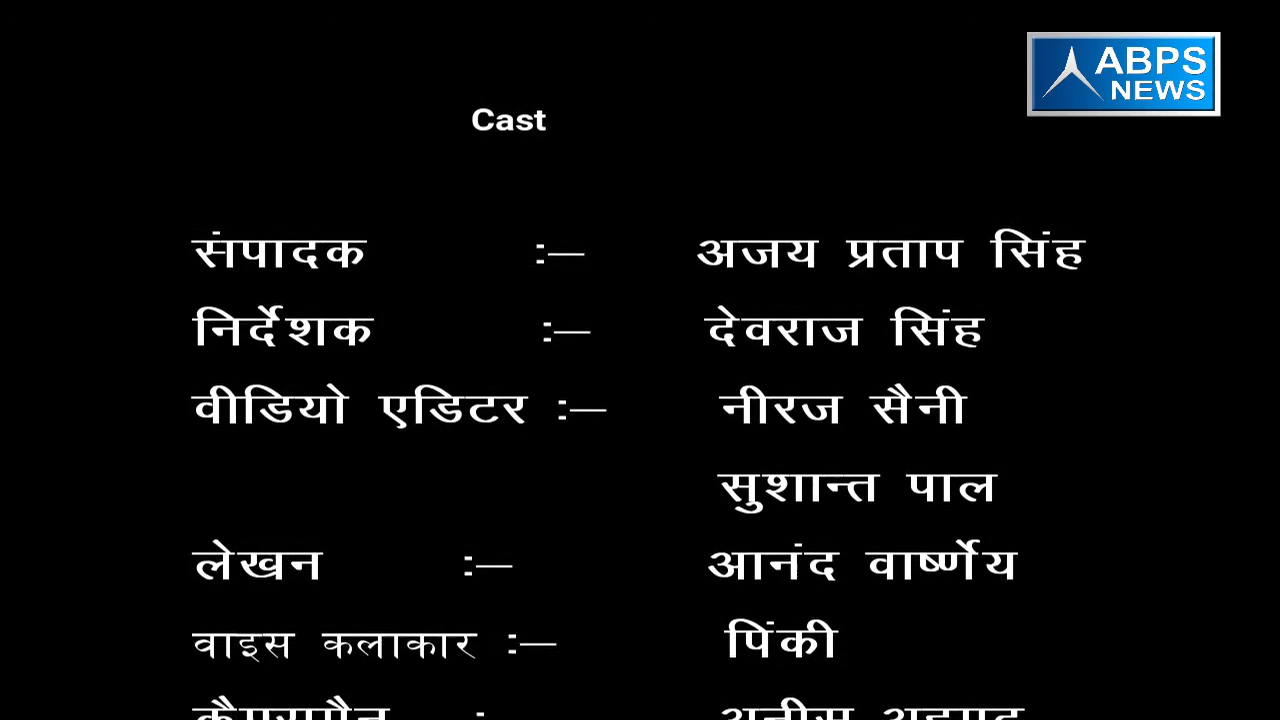 ABPS
NEWS
Cast
संपादक :— अजय प्रताप सिंह
निर्देशक :— देवराज सिंह
वीडियो एडिटर :— नीरज सैनी
सुशान्त पाल
लेखन :— आनंद वार्ष्णेय
वाइस कलाकार :— पिंकी